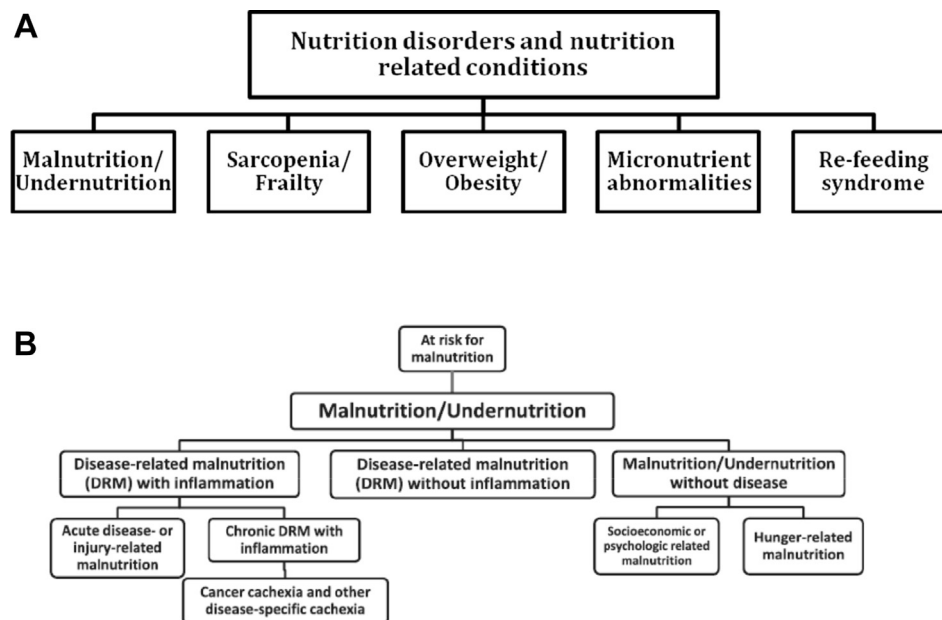 A
Nutrition disorders and nutrition
related conditions
Malnutrition/
Undernutrition
Sarcopenia/
Frailty
Overweight/
Obesity
Micronutrient
abnormalities
Re-feeding
syndrome
B
At risk for
malnutrition
Malnutrition/Undernutrition
Disease-related malnutrition
(DRM) with inflammation
Disease-related malnutrition
(DRM) without inflammation
Malnutrition/Undernutrition
without disease
Acute disease- or
injury-related
malnutrition
Chronic DRM with
inflammation
Socioeconomic or
psychologic related
malnutrition
Hunger-related
malnutrition
Cancer cachexia and other
disease-specific cachexia